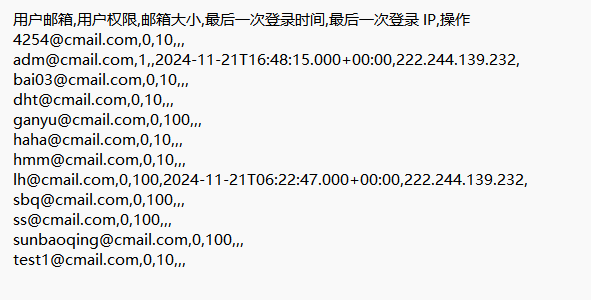 用户邮箱,用户权限,邮箱大小,最后一次登录时间,最后一次登录 IP,操作
4254@cmail.com,0,10,,,
adm@cmail.com,1,,2024-11-21T16:48:15.000+00:00,222.244.139.232,
bai03@cmail.com,0,10,,,
dht@cmail.com,0,10,,,
ganyu@cmail.com,0,100,,,
haha@cmail.com,0,10,,,
hmm@cmail.com,0,10,,,
lh@cmail.com,0,100,2024-11-21T06:22:47.000+00:00,222.244.139.232,
sbq@cmail.com,0,100,,,
ss@cmail.com,0,100,,,
sunbaoqing@cmail.com,0,100,,,
test1@cmail.com,0,10,,,